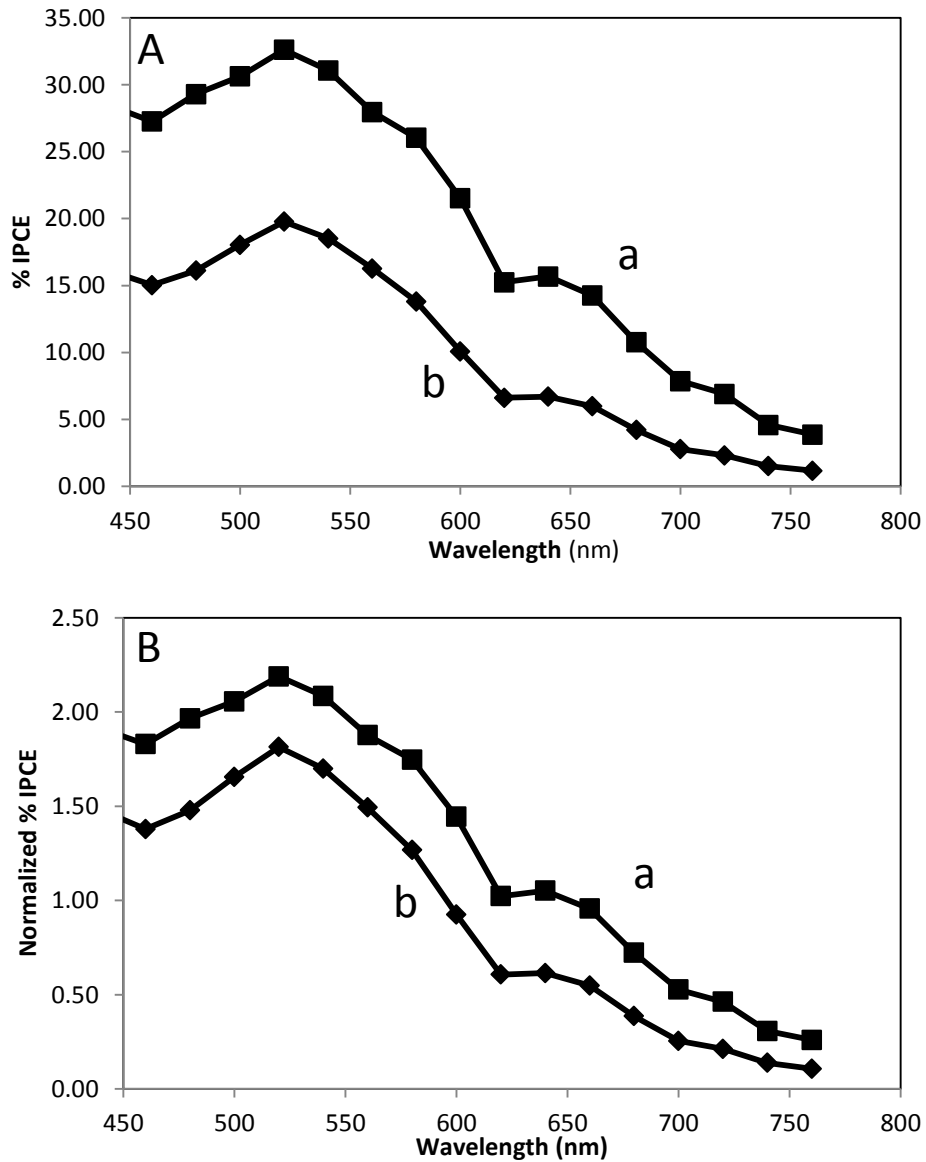 35.00
A
30.00
25.00
20.00
15.00
10.00
5.00
0.00
% IPCE
a
b
450 500 550 600 650 700 750 800
Wavelength (nm)
2.50
B
2.00
1.50
1.00
0.50
0.00
Normalized % IPCE
a
b
450 500 550 600 650 700 750 800
Wavelength (nm)